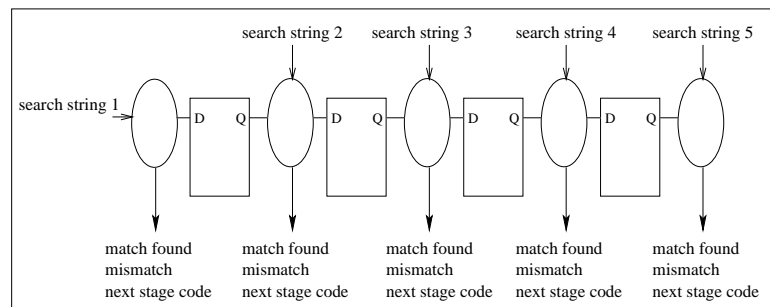 search string 2 search string 3 search string 4 search string 5
search string 1
D Q D Q D Q D Q
match found match found match found match found match found
mismatch mismatch mismatch mismatch mismatch
next stage code next stage code next stage code next stage code next stage code